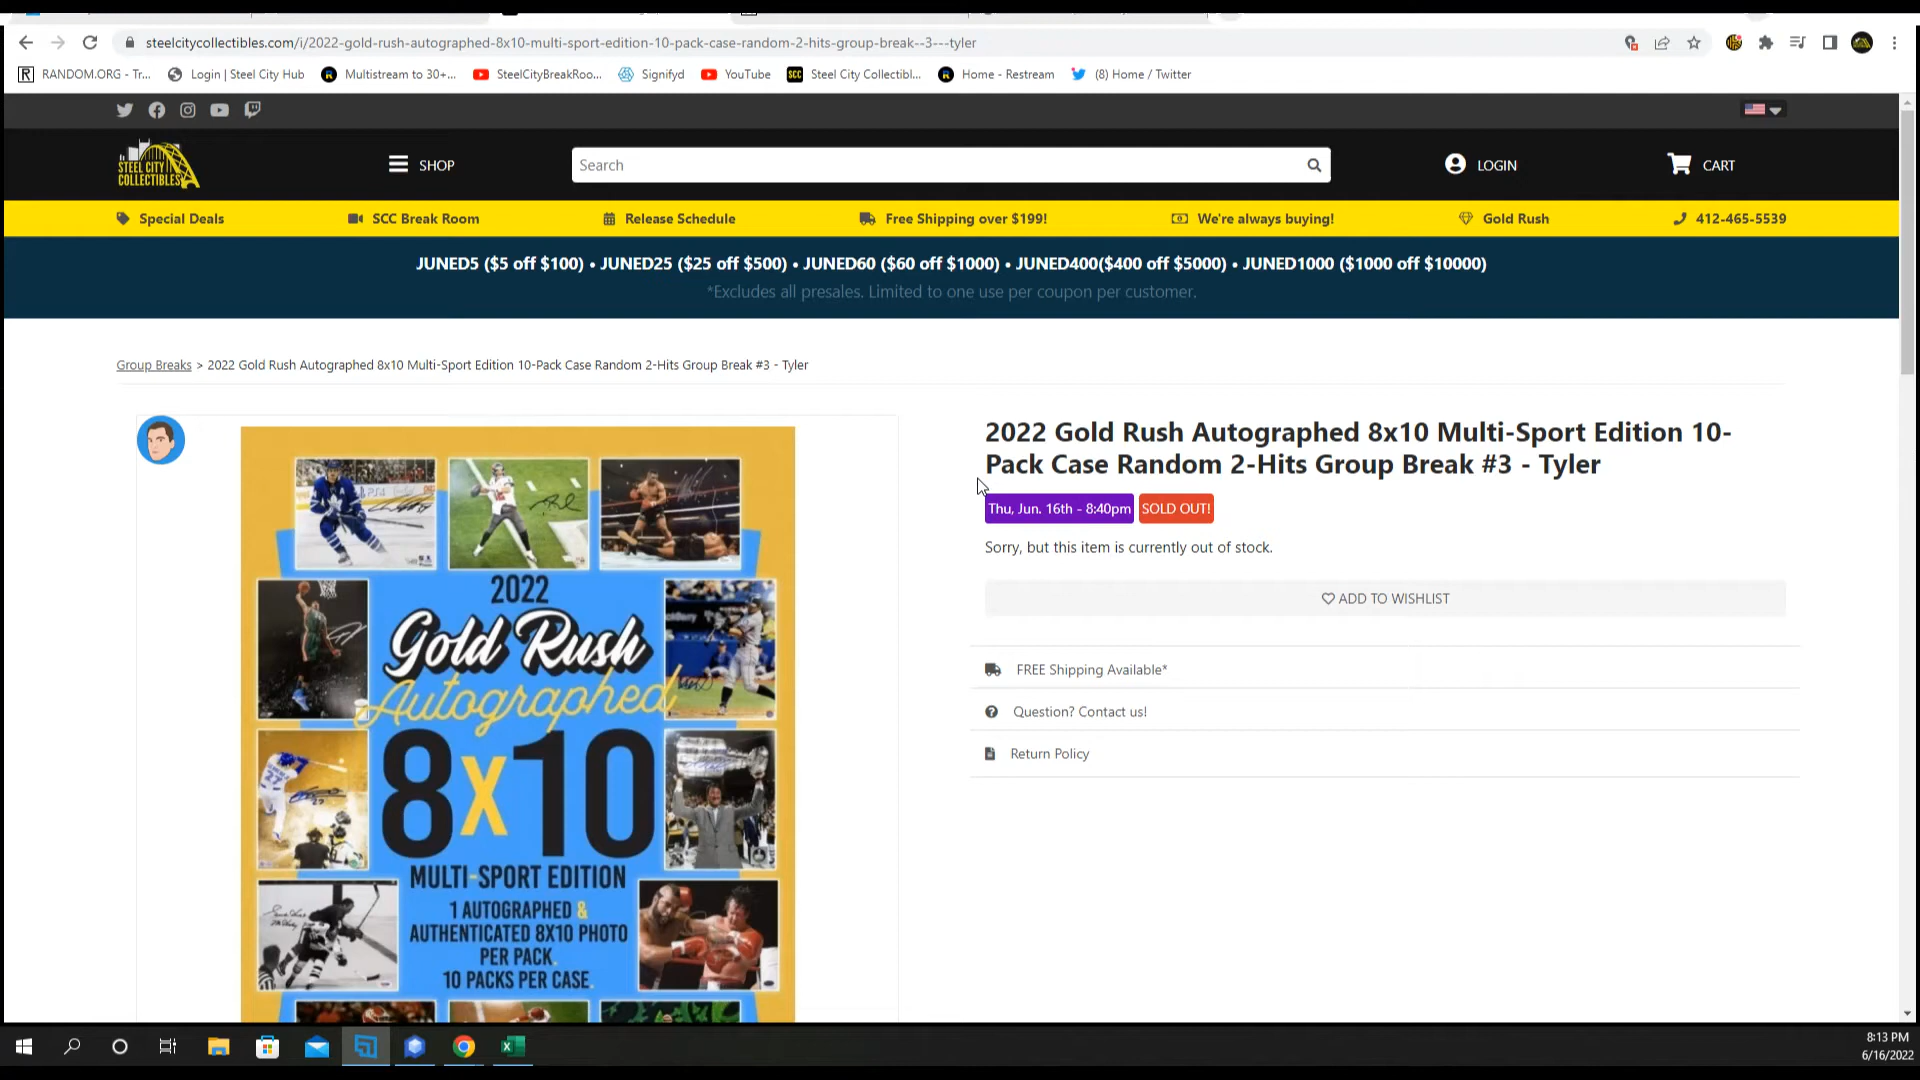 steelcitycollectibles.com/i/2022-gold-rush-autographed-8x10-multi-sport-edition-10-pack-case-random-2-hits-group-break--3---tyler
RANDOM.ORG - Tr... Login | Steel City Hub Multistream to 30+... SteelCityBreakRoo... Signifyd YouTube Steel City Collectibl... Home - Restream (8) Home / Twitter
STEEL CITY
COLLECTIBLES
SHOP
Search
LOGIN
CART
Special Deals SCC Break Room Release Schedule Free Shipping over $199! We're always buying! Gold Rush 412-465-5539
JUNED5 ($5 off $100) • JUNED25 ($25 off $500) • JUNED60 ($60 off $1000) • JUNED400($400 off $5000) • JUNED1000 ($1000 off $10000)
*Excludes all presales. Limited to one use per coupon per customer.
Group Breaks > 2022 Gold Rush Autographed 8x10 Multi-Sport Edition 10-Pack Case Random 2-Hits Group Break #3 - Tyler
2022
Gold Rush
Autographed
8x10
MULTI-SPORT EDITION
1 AUTOGRAPHED &
AUTHENTICATED 8X10 PHOTO
PER PACK.
10 PACKS PER CASE.
2022 Gold Rush Autographed 8x10 Multi-Sport Edition 10-
Pack Case Random 2-Hits Group Break #3 - Tyler
Thu, Jun. 16th - 8:40pm SOLD OUT!
Sorry, but this item is currently out of stock.
ADD TO WISHLIST
FREE Shipping Available*
Question? Contact us!
Return Policy
8:13 PM
6/16/2022